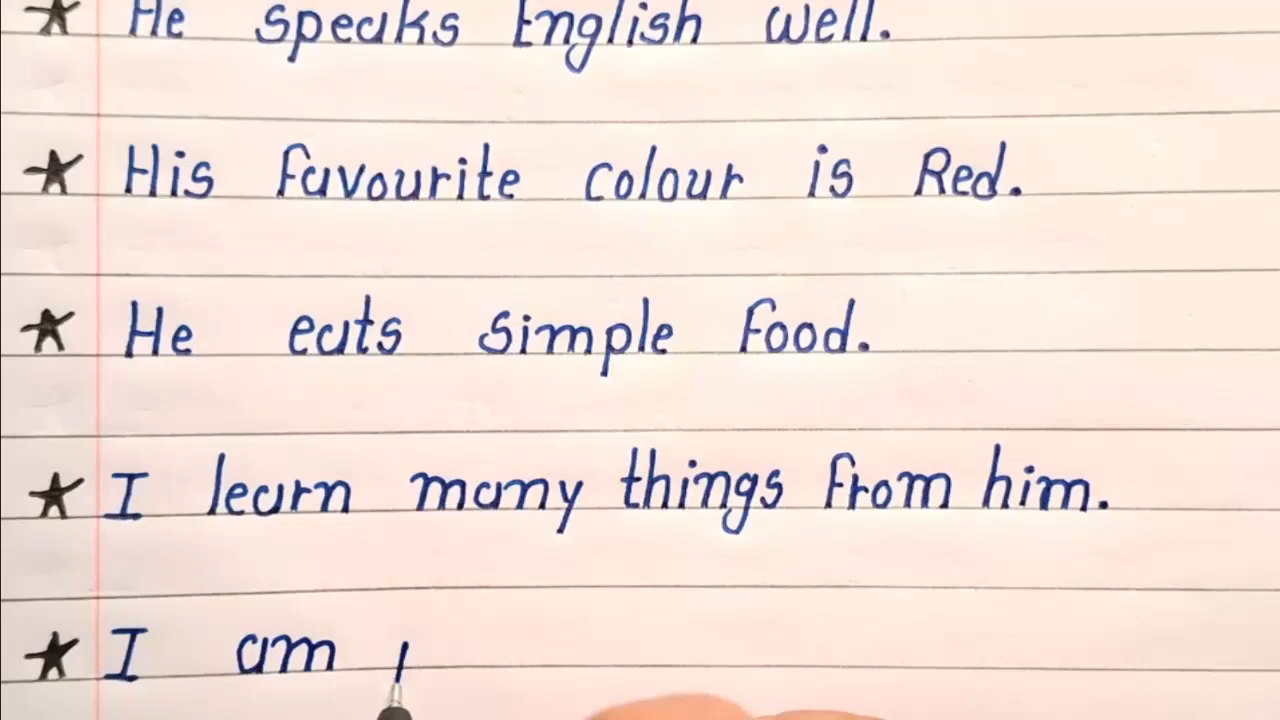 ★ He speaks English well.
★ His favourite colour is Red.
★ He eats simple Food.
★ I learn many things From him.
★ I am